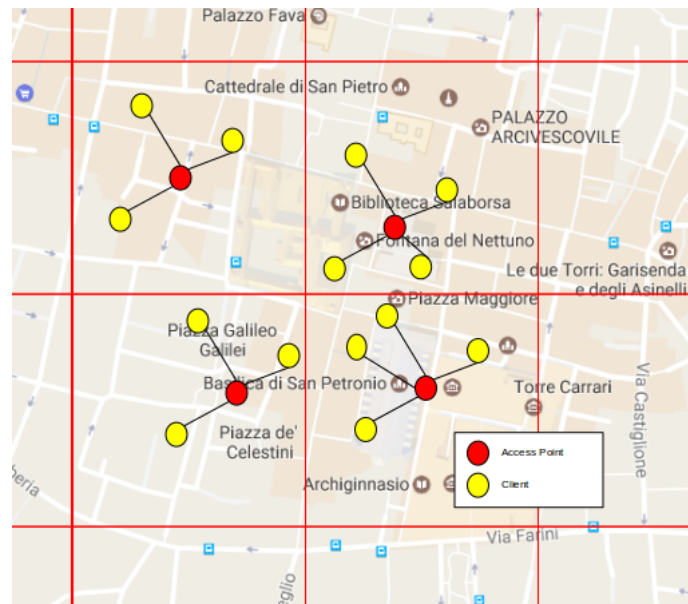 Palazzo Fava
Cattedrale di San Pietro
PALAZZO
ARCIVESCOVILE
Biblioteca Salaborsa
Fontana del Nettuno
Le due Torri: Garisenda
e degli Asinelli
Piazza Maggiore
Piazza Galileo
Galilei
Basilica di San Petronio
Torre Carrari
Via Castiglione
Piazza de'
Celestini
Access Point
Archiginnasio
Client
Via Farini